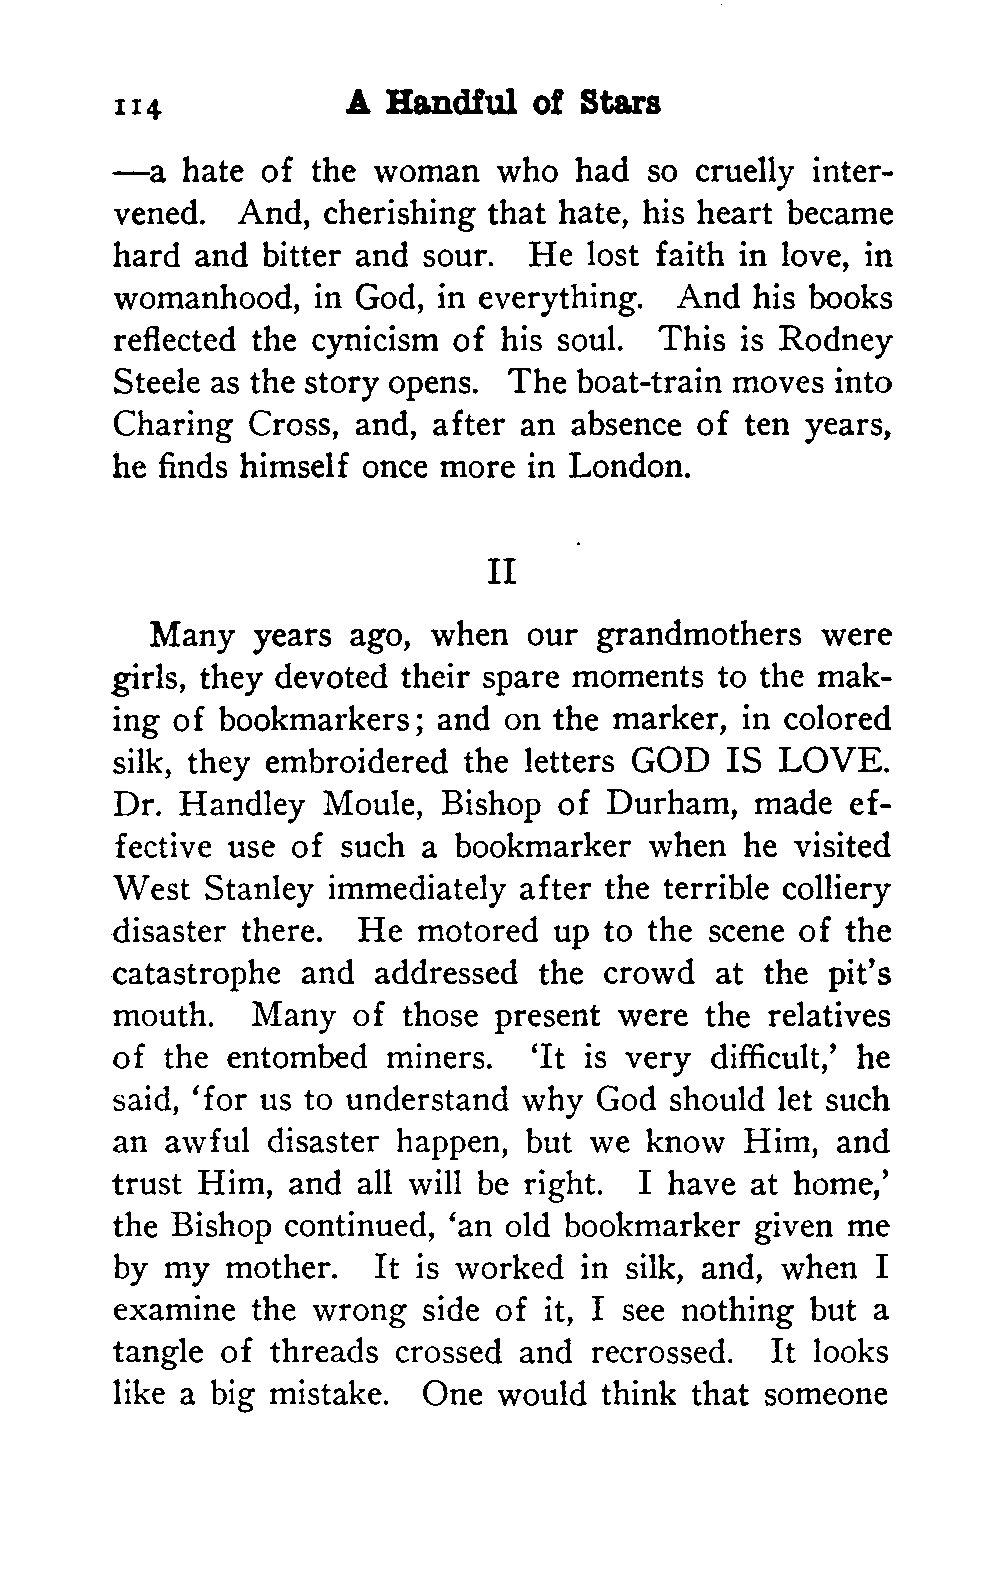 114 A Handful of Stars
—a hate of the woman who had so cruelly inter-
vened. And, cherishing that hate, his heart became
hard and bitter and sour. He lost faith in love, in
womanhood, in God, in everything. And his books
reflected the cynicism of his soul. This is Rodney
Steele as the story opens. The boat-train moves into
Charing Cross, and, after an absence of ten years,
he finds himself once more in London.
II
Many years ago, when our grandmothers were
girls, they devoted their spare moments to the mak-
ing of bookmarkers; and on the marker, in colored
silk, they embroidered the letters GOD IS LOVE.
Dr. Handley Moule, Bishop of Durham, made ef-
fective use of such a bookmarker when he visited
West Stanley immediately after the terrible colliery
disaster there. He motored up to the scene of the
catastrophe and addressed the crowd at the pit's
mouth. Many of those present were the relatives
of the entombed miners. ‘It is very difficult,’ he
said, ‘for us to understand why God should let such
an awful disaster happen, but we know Him, and
trust Him, and all will be right. I have at home,’
the Bishop continued, ‘an old bookmarker given me
by my mother. It is worked in silk, and, when I
examine the wrong side of it, I see nothing but a
tangle of threads crossed and recrossed. It looks
like a big mistake. One would think that someone